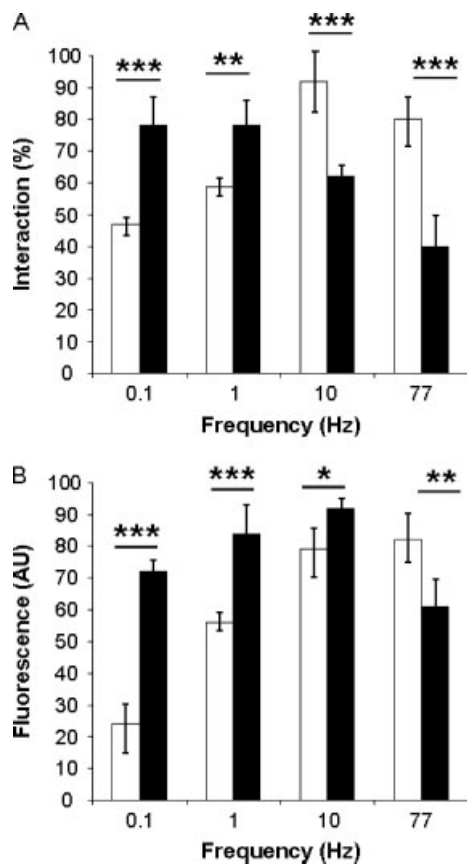 A
100
90
80
70
60
50
40
30
20
10
0
Interaction (%)
*** ** *** ***
0.1 1 10 77
Frequency (Hz)
B
100
90
80
70
60
50
40
30
20
10
0
Fluorescence (AU)
*** *** * **
0.1 1 10 77
Frequency (Hz)